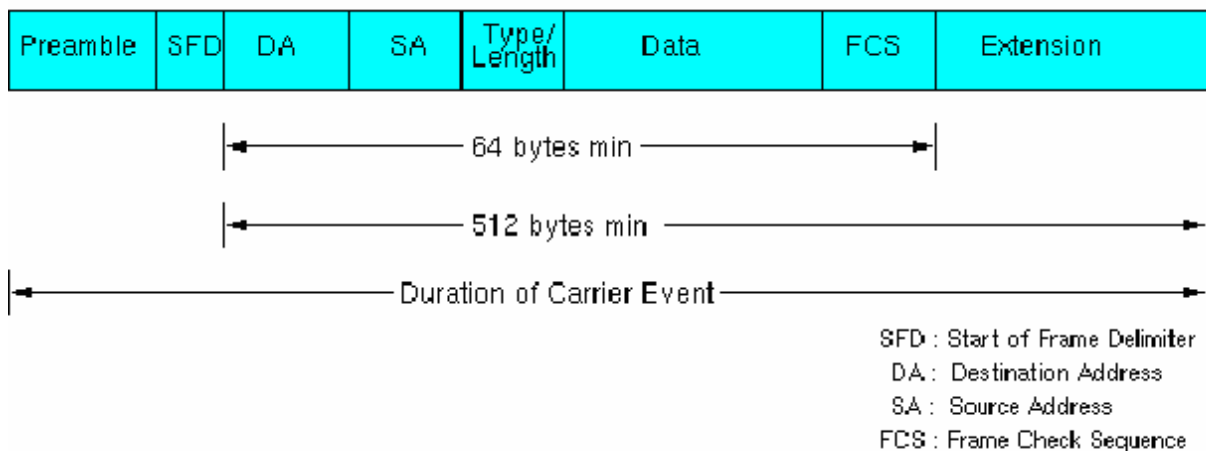 Preamble SFD DA SA Type/ Data FCS Extension
Length
64 bytes min
512 bytes min
Duration of Carrier Event
SFD : Start of Frame Delimiter
DA : Destination Address
SA : Source Address
FCS : Frame Check Sequence